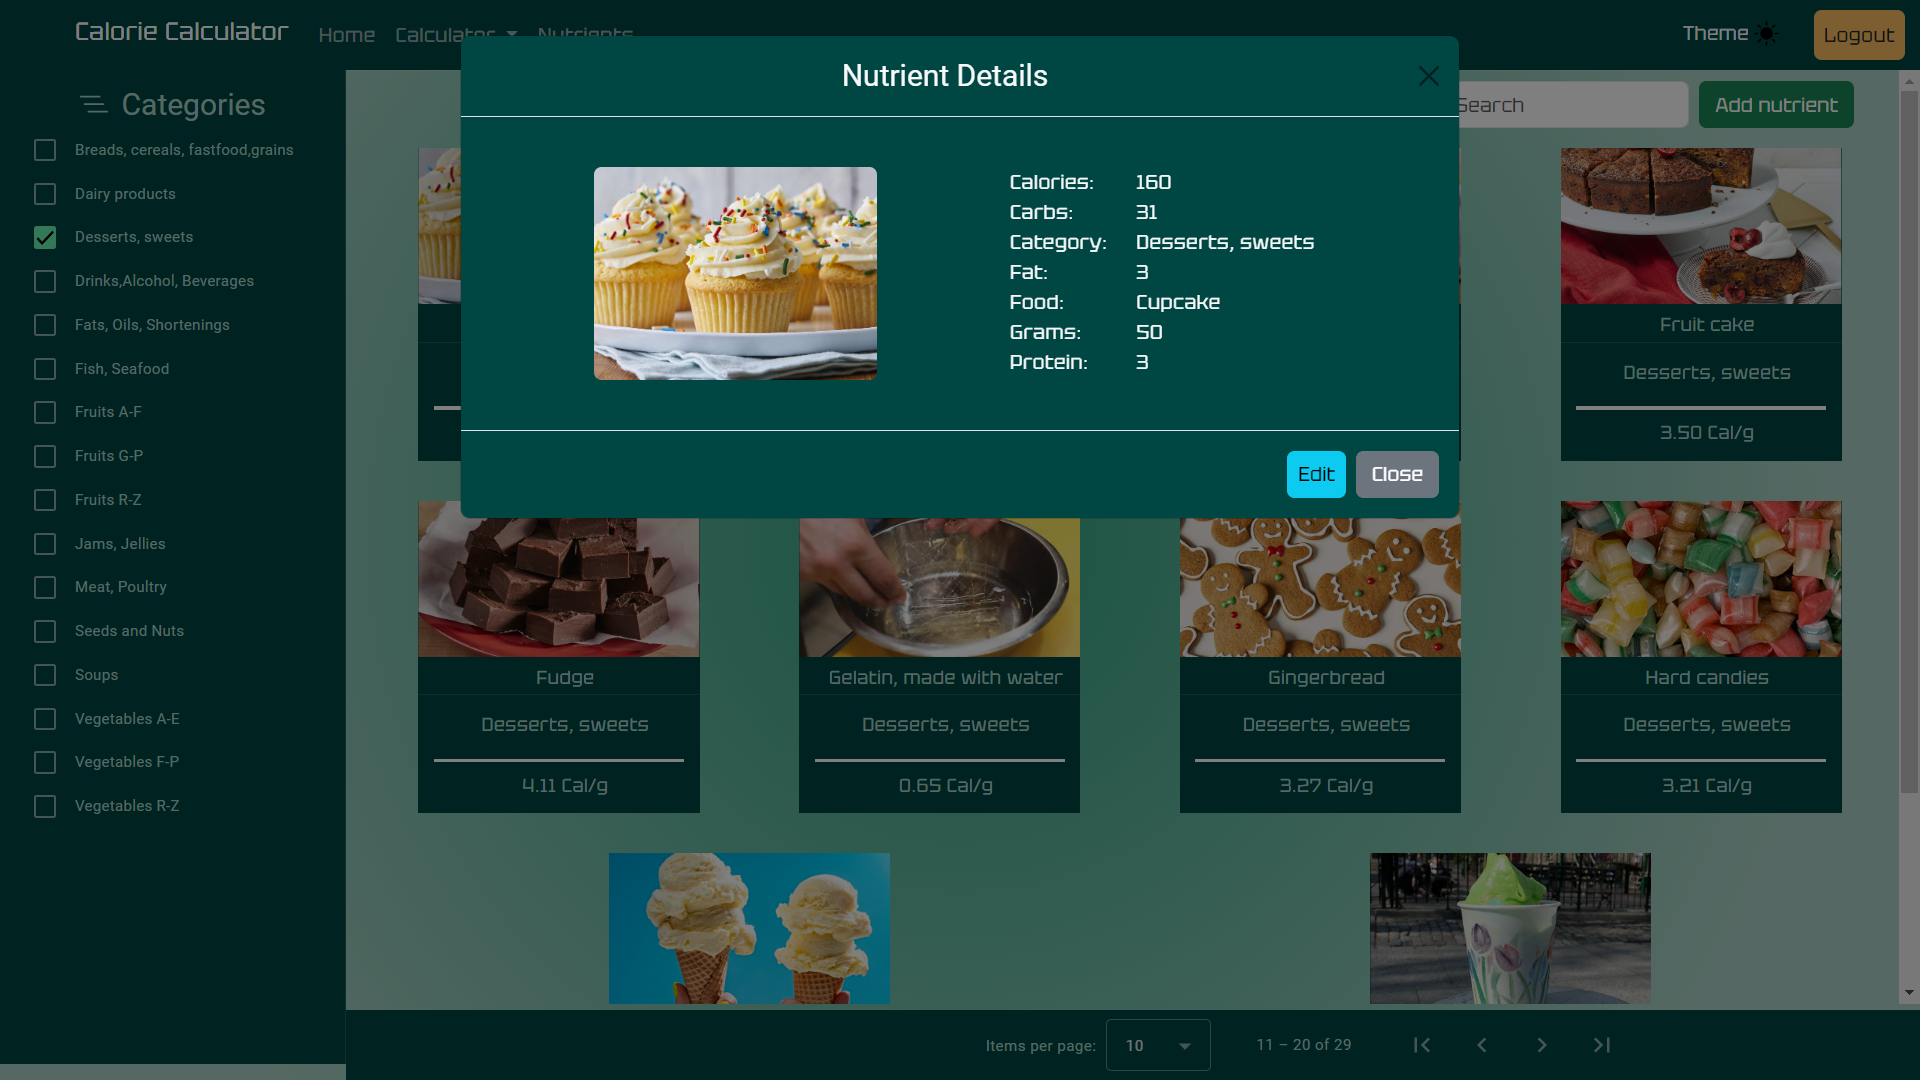 Calorie Calculator
Home
Calculator
Nutrients
Theme
Logout
Categories
Breads, cereals, fastfood,grains
Dairy products
Desserts, sweets
Drinks,Alcohol, Beverages
Fats, Oils, Shortenings
Fish, Seafood
Fruits A-F
Fruits G-P
Fruits R-Z
Jams, Jellies
Meat, Poultry
Seeds and Nuts
Soups
Vegetables A-E
Vegetables F-P
Vegetables R-Z
Search
Add nutrient
Nutrient Details
Calories: 160
Carbs: 31
Category: Desserts, sweets
Fat: 3
Food: Cupcake
Grams: 50
Protein: 3
Edit
Close
Fruit cake
Desserts, sweets
3.50 Cal/g
Fudge
Desserts, sweets
4.11 Cal/g
Gelatin, made with water
Desserts, sweets
0.65 Cal/g
Gingerbread
Desserts, sweets
3.27 Cal/g
Hard candies
Desserts, sweets
3.21 Cal/g
Items per page: 10
11 – 20 of 29